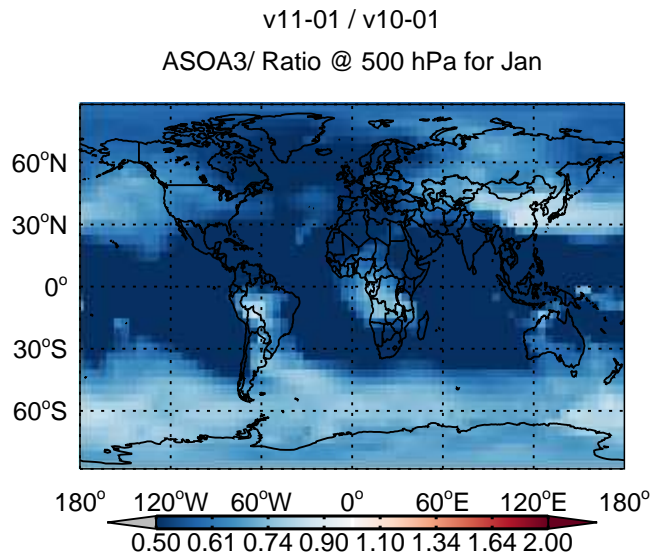 v11-01 / v10-01
ASOA3/ Ratio @ 500 hPa for Jan
60°N
30°N
0°
30°S
60°S
180° 120°W 60°W 0° 60°E 120°E 180°
0.50 0.61 0.74 0.90 1.10 1.34 1.64 2.00